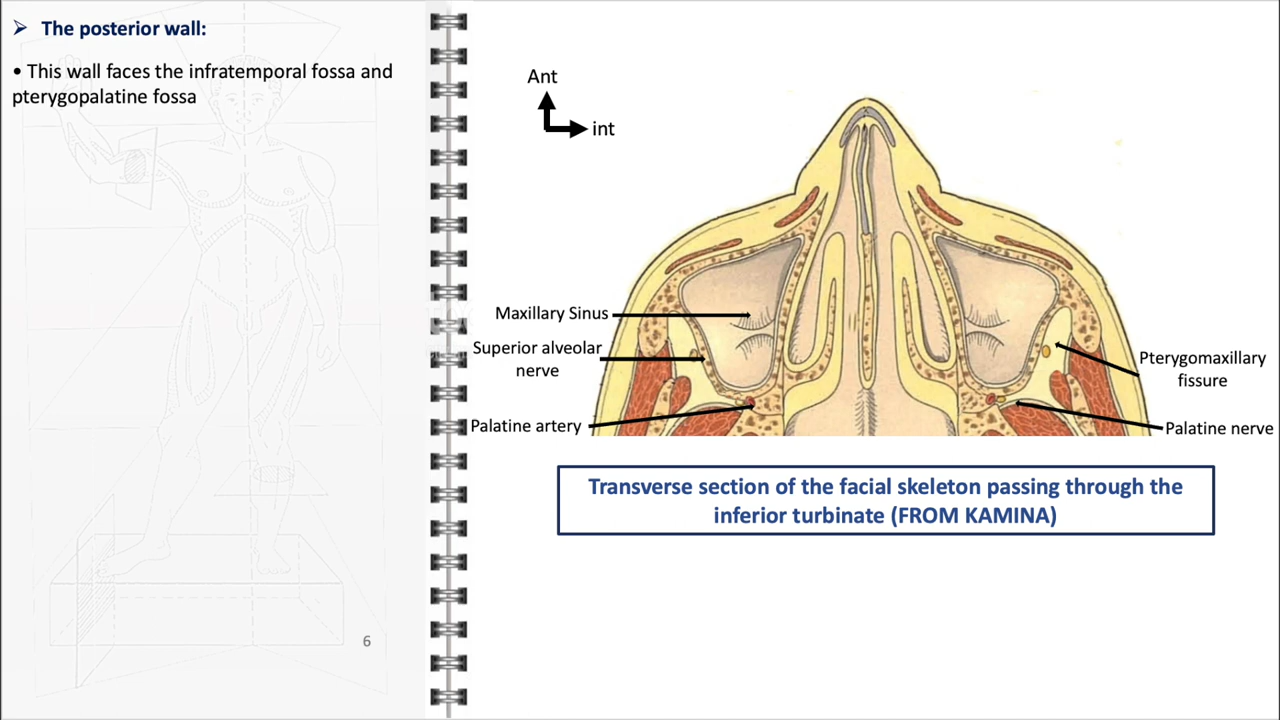 ➢ The posterior wall:
• This wall faces the infratemporal fossa and
pterygopalatine fossa
6
Ant
int
Maxillary Sinus
Superior alveolar
nerve
Palatine artery
Pterygomaxillary
fissure
Palatine nerve
Transverse section of the facial skeleton passing through the
inferior turbinate (FROM KAMINA)